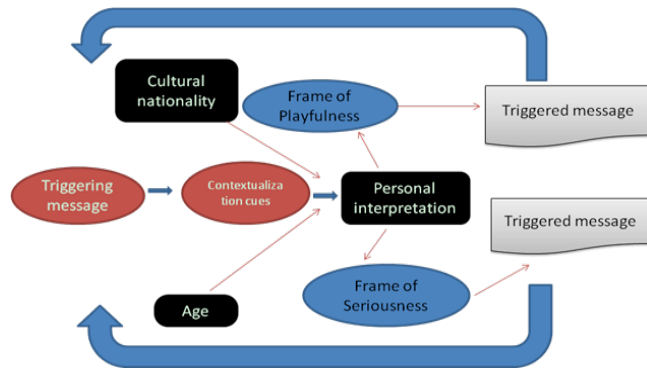 Cultural
nationality
Frame of
Playfulness
Triggered message
Triggering
message
Contextualiza
tion cues
Personal
interpretation
Triggered message
Frame of
Seriousness
Age